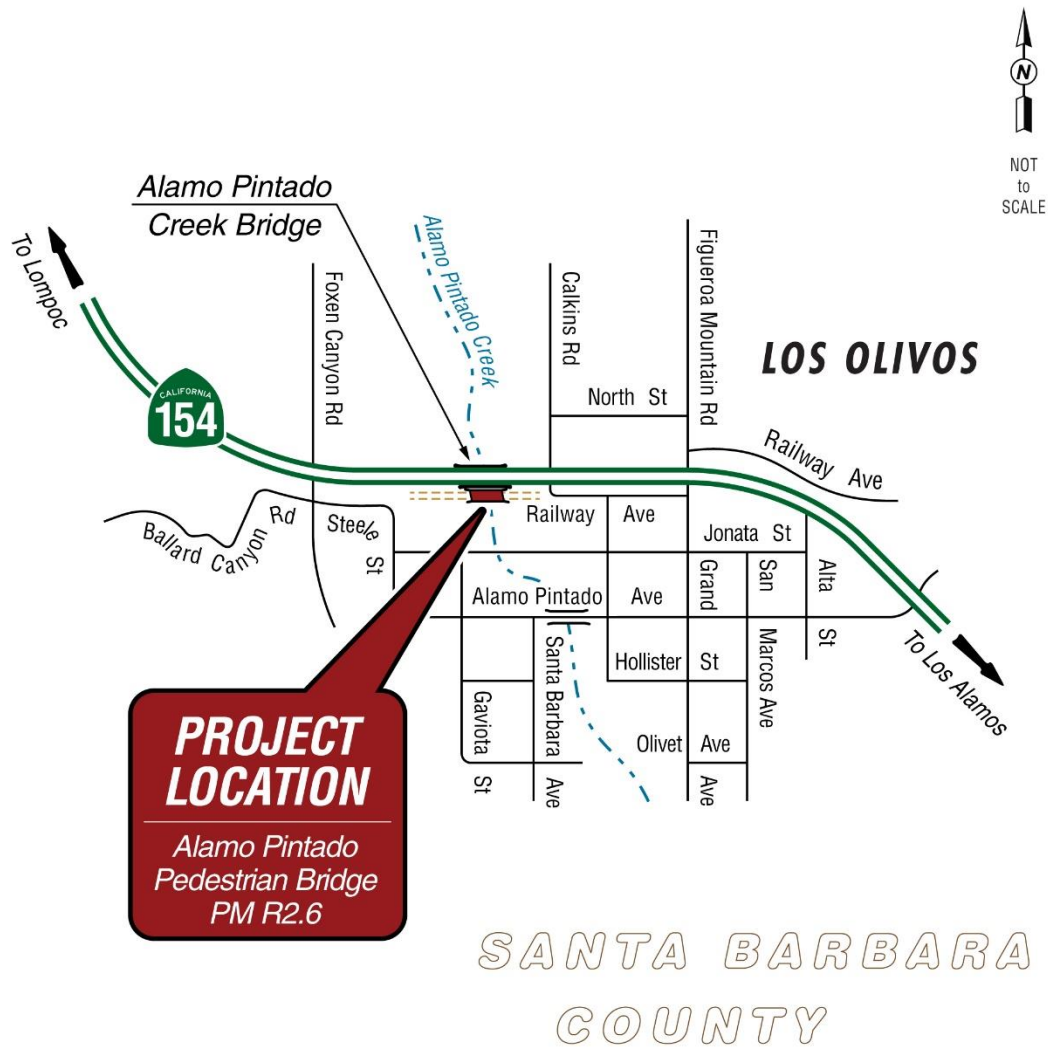 N
NOT
to
SCALE
Alamo Pintado
Creek Bridge
To Lompoc
Foxen Canyon Rd
Alamo Pintado Creek
Calkins Rd
Figueroa Mountain Rd
LOS OLIVOS
CALIFORNIA
154
North St
Railway Ave
Ballard Canyon Rd
Steele St
Railway Ave
Jonata St
Alamo Pintado Ave
Grand Ave
San Marcos Ave
Alta St
To Los Alamos
Hollister St
Gaviota St
Santa Barbara Ave
Olivet Ave
PROJECT
LOCATION
Alamo Pintado
Pedestrian Bridge
PM R2.6
SANTA BARBARA
COUNTY